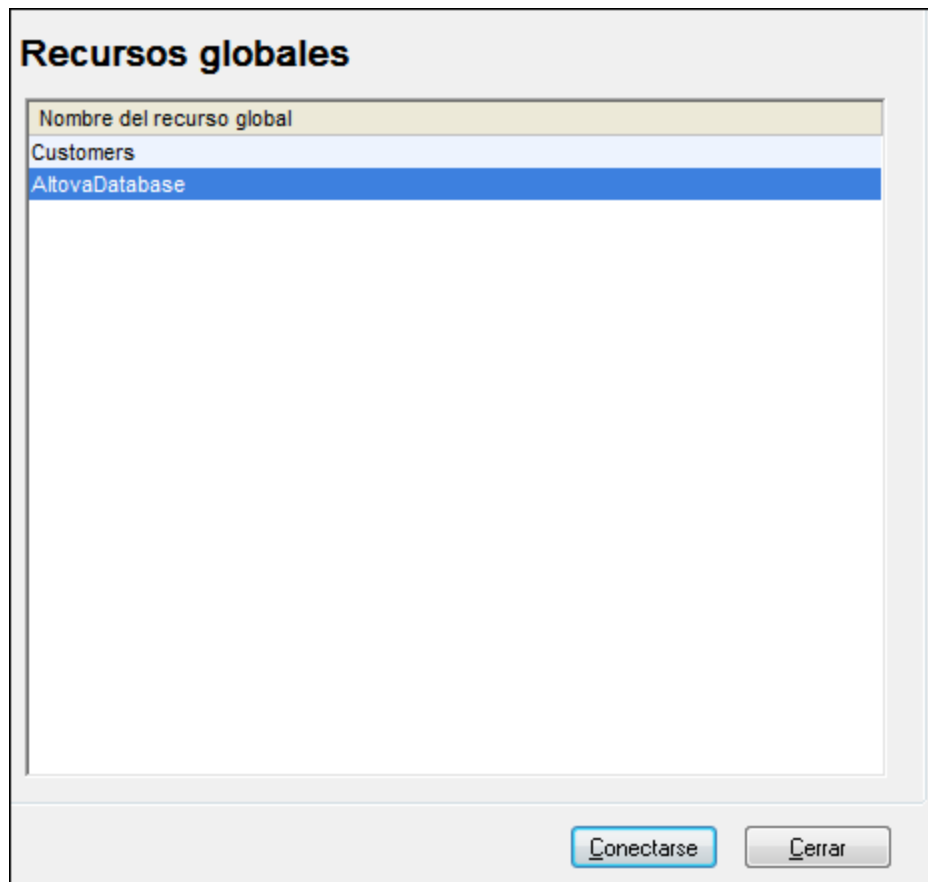 Recursos globales
Nombre del recurso global
Customers
AltovaDatabase
Conectarse
Cerrar